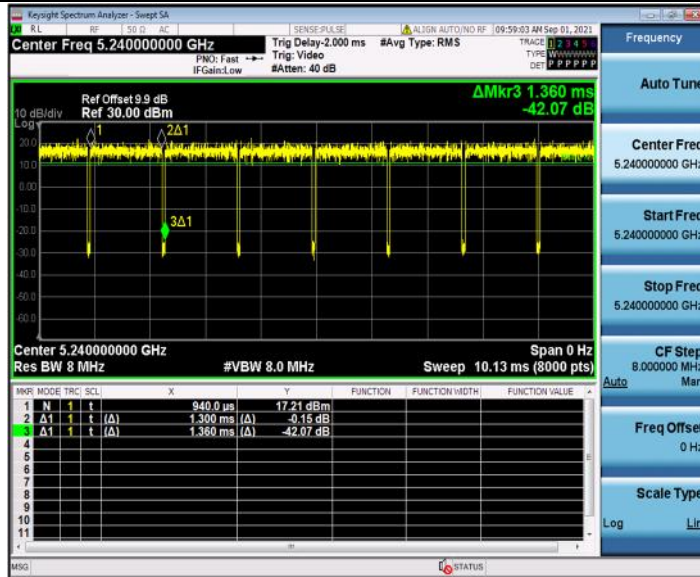 Keysight Spectrum Analyzer - Swept SA
RL RF 50 Ω AC SENSE:PULSE ALIGN AUTO/NO RF 09:59:03 AM Sep 01, 2021
Center Freq 5.240000000 GHz
PNO: Fast
IFGain:Low
Trig Delay-2.000 ms
Trig: Video
#Atten: 40 dB
#Avg Type: RMS
TRACE 1 2 3 4 5 6
TYPE WWWWWW
DET P P P P P P
Ref Offset 9.9 dB
10 dB/div Ref 30.00 dBm
Log
ΔMkr3 1.360 ms
-42.07 dB
1
2Δ1
3Δ1
20.0
10.0
0.00
-10.0
-20.0
-30.0
-40.0
-50.0
-60.0
Center 5.240000000 GHz Span 0 Hz
Res BW 8 MHz #VBW 8.0 MHz Sweep 10.13 ms (8000 pts)
MKR MODE TRC SCL X Y FUNCTION FUNCTION WIDTH FUNCTION VALUE
1 N 1 t 940.0 µs 17.21 dBm
2 Δ1 1 t (Δ) 1.300 ms (Δ) -0.15 dB
3 Δ1 1 t (Δ) 1.360 ms (Δ) -42.07 dB
4
5
6
7
8
9
10
11
MSG STATUS
Frequency
Auto Tune
Center Freq
5.240000000 GHz
Start Freq
5.240000000 GHz
Stop Freq
5.240000000 GHz
CF Step
8.000000 MHz
Auto Man
Freq Offset
0 Hz
Scale Type
Log Lin